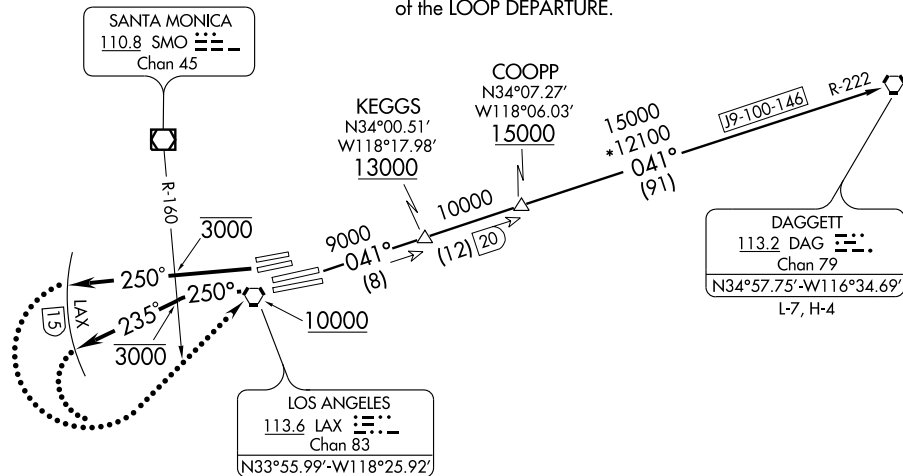 of the LOOP DEPARTURE.
SANTA MONICA
110.8 SMO
Chan 45
KEGGS
N34°00.51'
W118°17.98'
13000
COOPP
N34°07.27'
W118°06.03'
15000
15000
*12100
041°
(91)
J9-100-146
R-222
R-160
3000
9000
041°
(8)
10000
(12)
20
DAGGETT
113.2 DAG
Chan 79
N34°57.75'-W116°34.69'
L-7, H-4
250°
250°
235°
LAX
15
3000
10000
LOS ANGELES
113.6 LAX
Chan 83
N33°55.99'-W118°25.92'